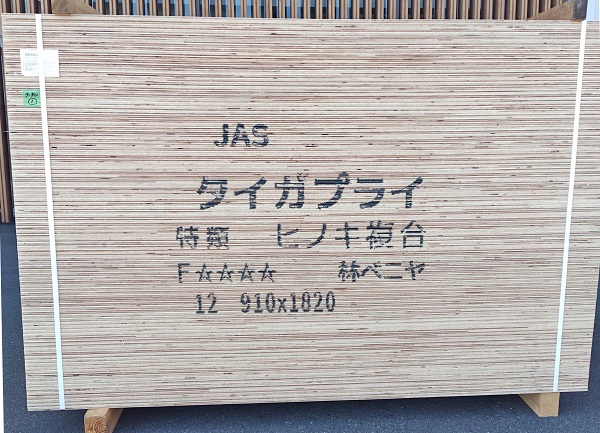 JAS
タイガプライ
特類 ヒノキ複合
F☆☆☆☆ 林ベニヤ
12 910x1820